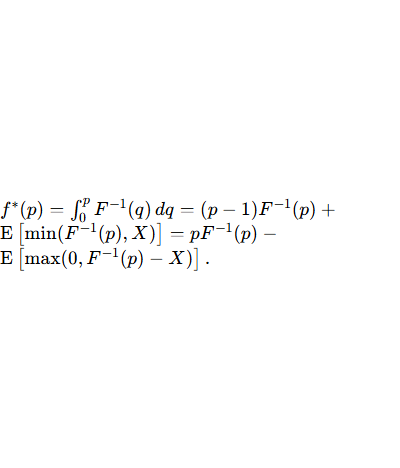 f*(p) = ∫₀ᵖ F⁻¹(q) dq = (p − 1)F⁻¹(p) +
E [min(F⁻¹(p), X)] = pF⁻¹(p) −
E [max(0, F⁻¹(p) − X)] .